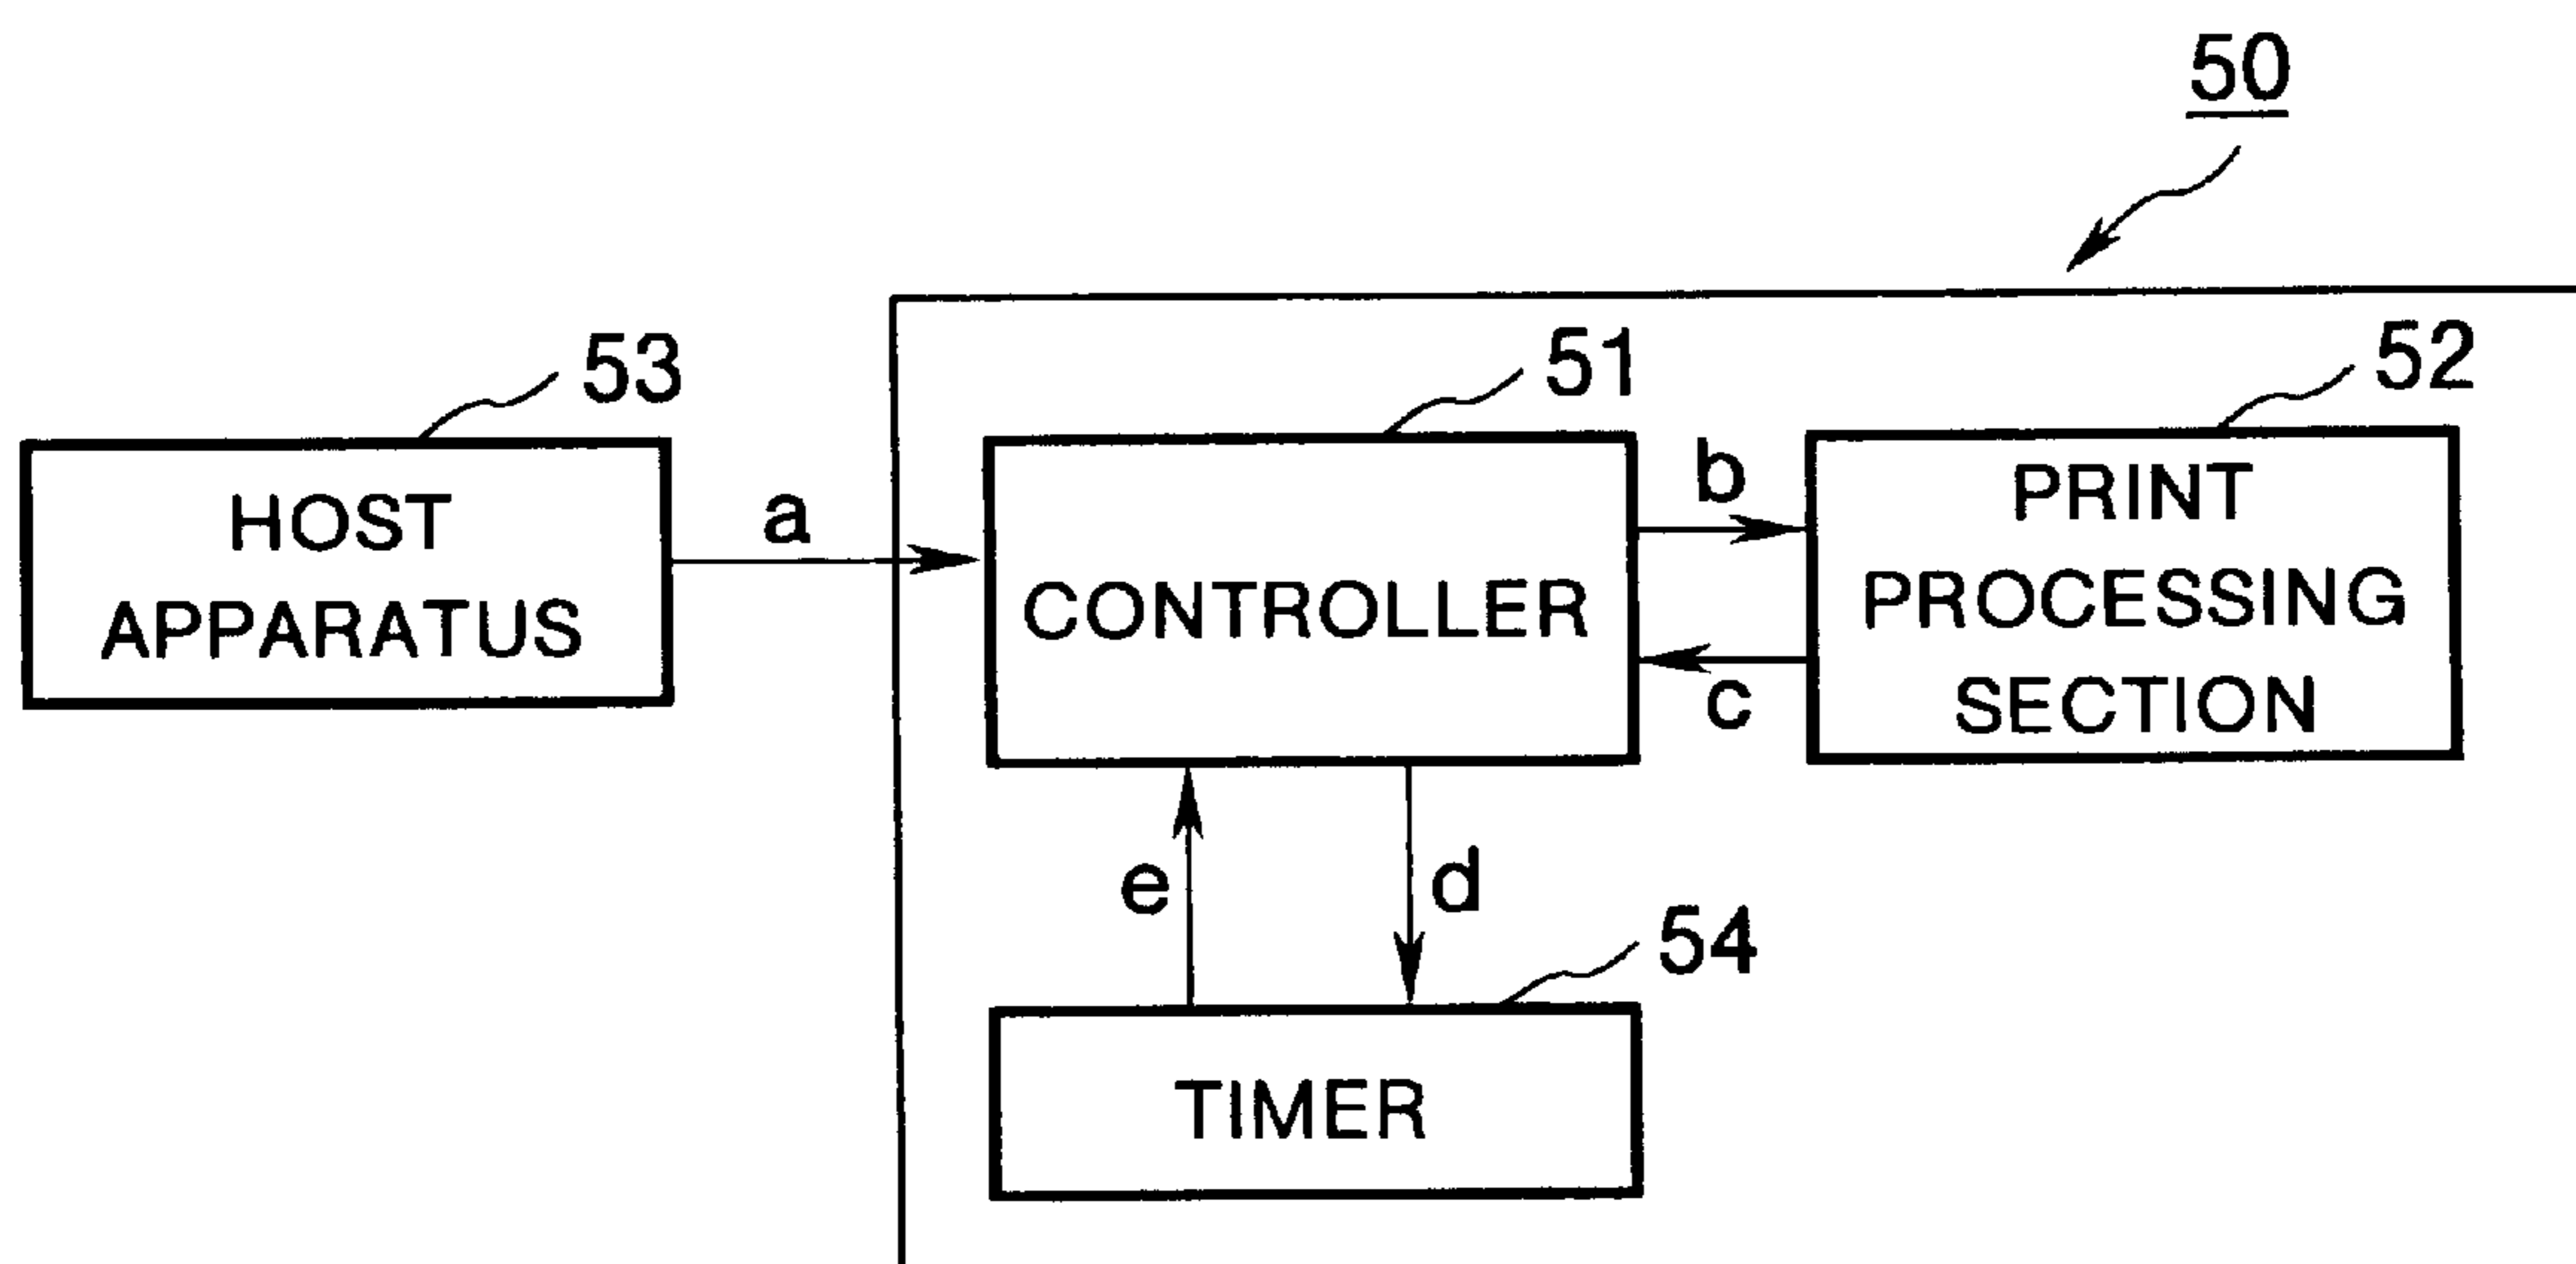 50
53
51
52
HOST
APPARATUS
a
CONTROLLER
b
c
PRINT
PROCESSING
SECTION
e
d
54
TIMER